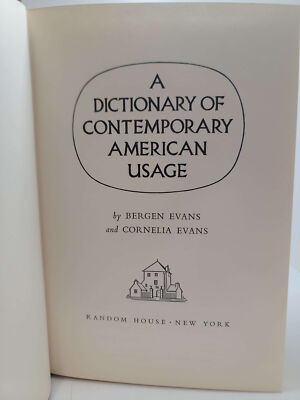 A
DICTIONARY OF
CONTEMPORARY
AMERICAN
USAGE
by BERGEN EVANS
and CORNELIA EVANS
RANDOM HOUSE · NEW YORK